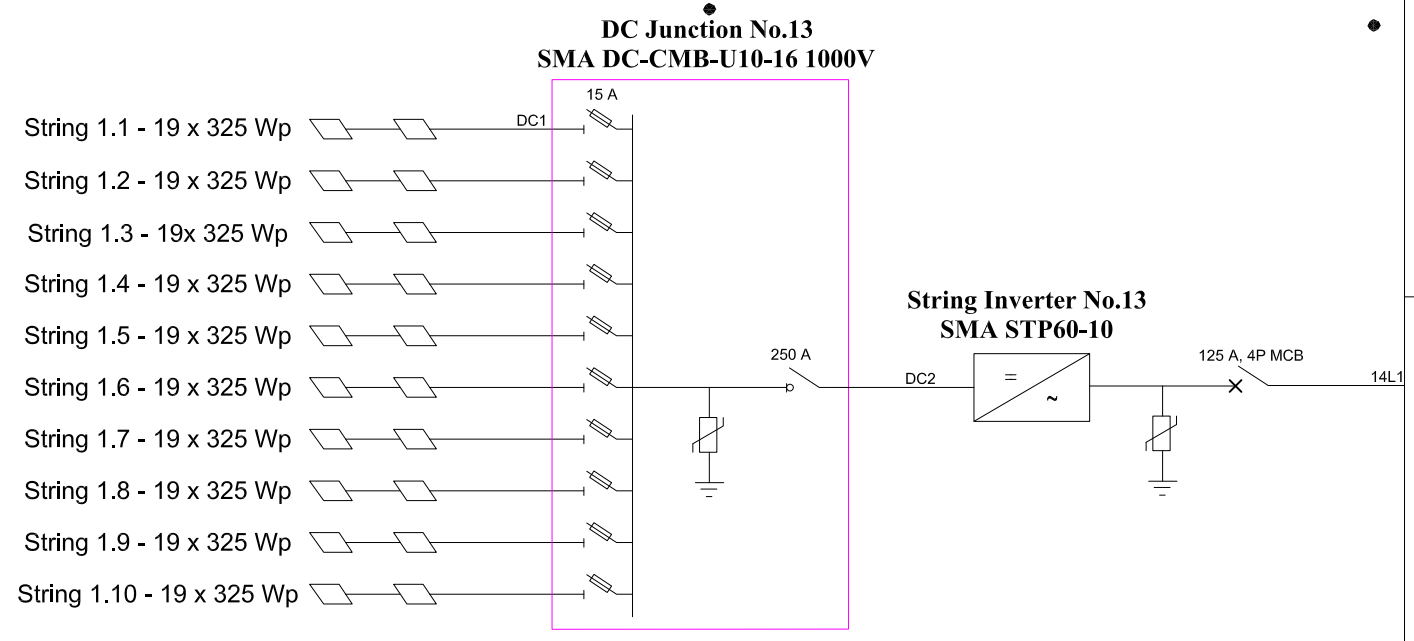 DC Junction No.13
SMA DC-CMB-U10-16 1000V
15 A
String 1.1 - 19 x 325 Wp
DC1
String 1.2 - 19 x 325 Wp
String 1.3 - 19x 325 Wp
String 1.4 - 19 x 325 Wp
String 1.5 - 19 x 325 Wp
String Inverter No.13
SMA STP60-10
250 A
125 A, 4P MCB
String 1.6 - 19 x 325 Wp
DC2
=
~
14L1
String 1.7 - 19 x 325 Wp
String 1.8 - 19 x 325 Wp
String 1.9 - 19 x 325 Wp
String 1.10 - 19 x 325 Wp